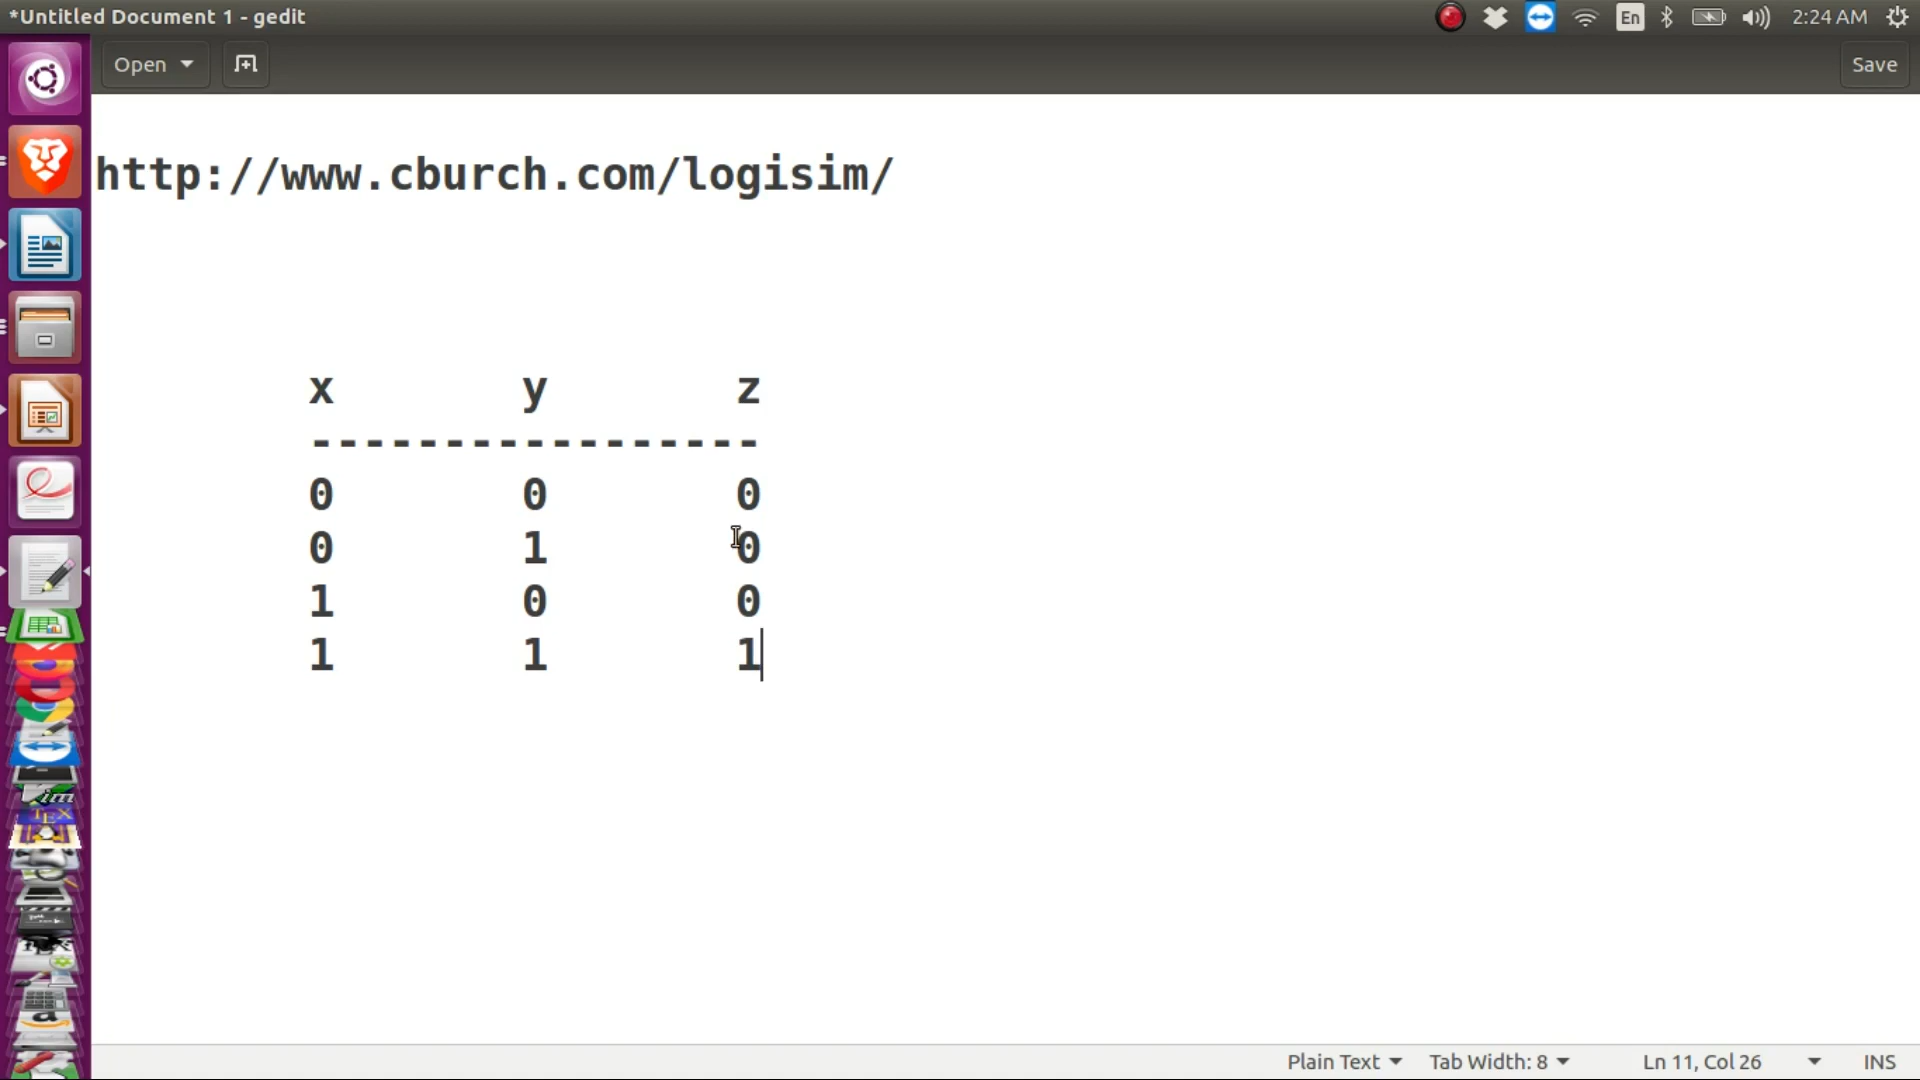 *Untitled Document 1 - gedit
En
2:24 AM
Open
Save
http://www.cburch.com/logisim/
x y z
-----------------
0 0 0
0 1 0
1 0 0
1 1 1
Plain Text
Tab Width: 8
Ln 11, Col 26
INS